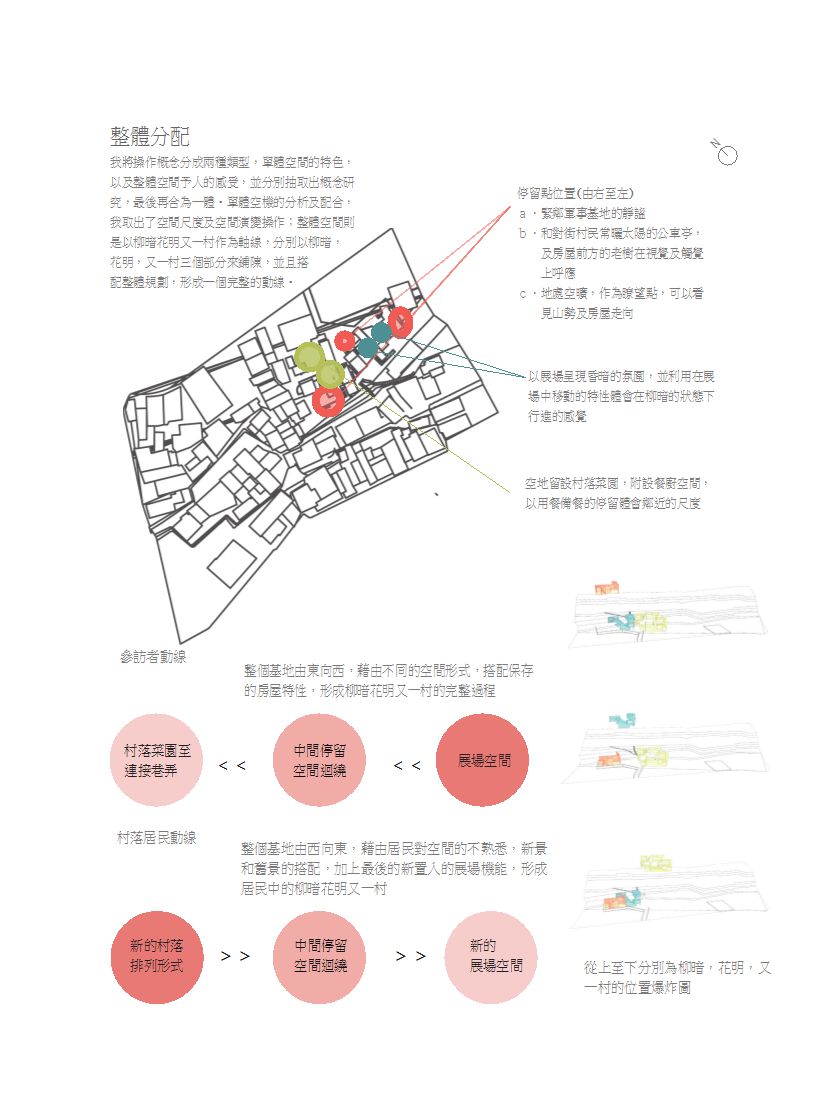 整體分配
我將操作概念分成兩種類型，單體空間的特色，
以及整體空間予人的感受，並分別抽取出概念研
究，最後再合為一體。單體空機的分析及配合，
我取出了空間尺度及空間演變操作；整體空間則
是以柳暗花明又一村作為軸線，分別以柳暗，
花明，又一村三個部分來鋪陳，並且搭
配整體規劃，形成一個完整的動線。
N
停留點位置(由右至左)
a．緊鄰軍事基地的靜謐
b．和對街村民常曬太陽的公車亭，
及房屋前方的老樹在視覺及觸覺
上呼應
c．地處空曠，作為瞭望點，可以看
見山勢及房屋走向
以展場呈現昏暗的氛圍，並利用在展
場中移動的特性體會在柳暗的狀態下
行進的感覺
空地留設村落菜園，附設餐廚空間，
以用餐備餐的停留體會鄰近的尺度
參訪者動線
整個基地由東向西，藉由不同的空間形式，搭配保存
的房屋特性，形成柳暗花明又一村的完整過程
村落菜園至
連接巷弄
< <
中間停留
空間迴繞
< <
展場空間
村落居民動線
整個基地由西向東，藉由居民對空間的不熟悉，新景
和舊景的搭配，加上最後的新置入的展場機能，形成
居民中的柳暗花明又一村
新的村落
排列形式
> >
中間停留
空間迴繞
> >
新的
展場空間
從上至下分別為柳暗，花明，又
一村的位置爆炸圖